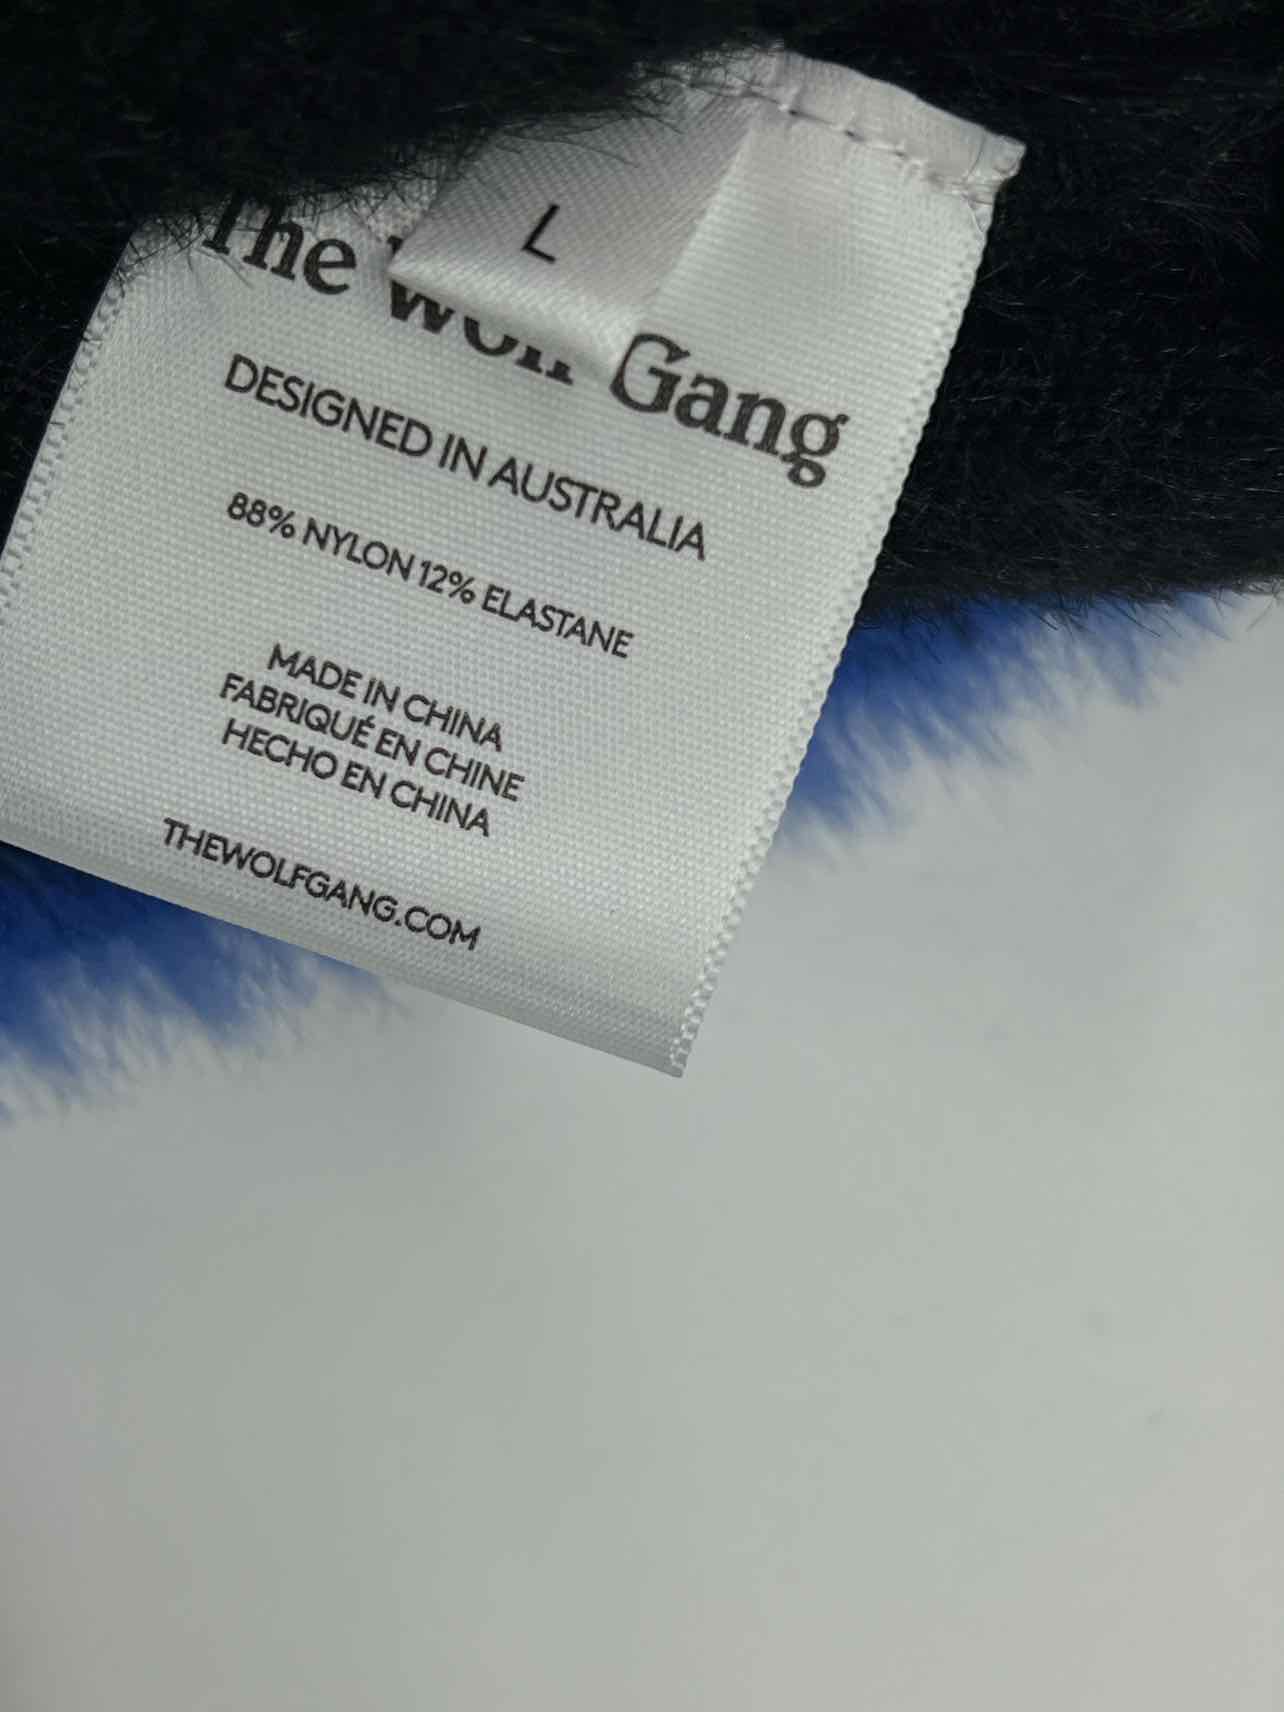 L
The Wolf Gang
DESIGNED IN AUSTRALIA
88% NYLON 12% ELASTANE
MADE IN CHINA
FABRIQUÉ EN CHINE
HECHO EN CHINA
THEWOLFGANG.COM